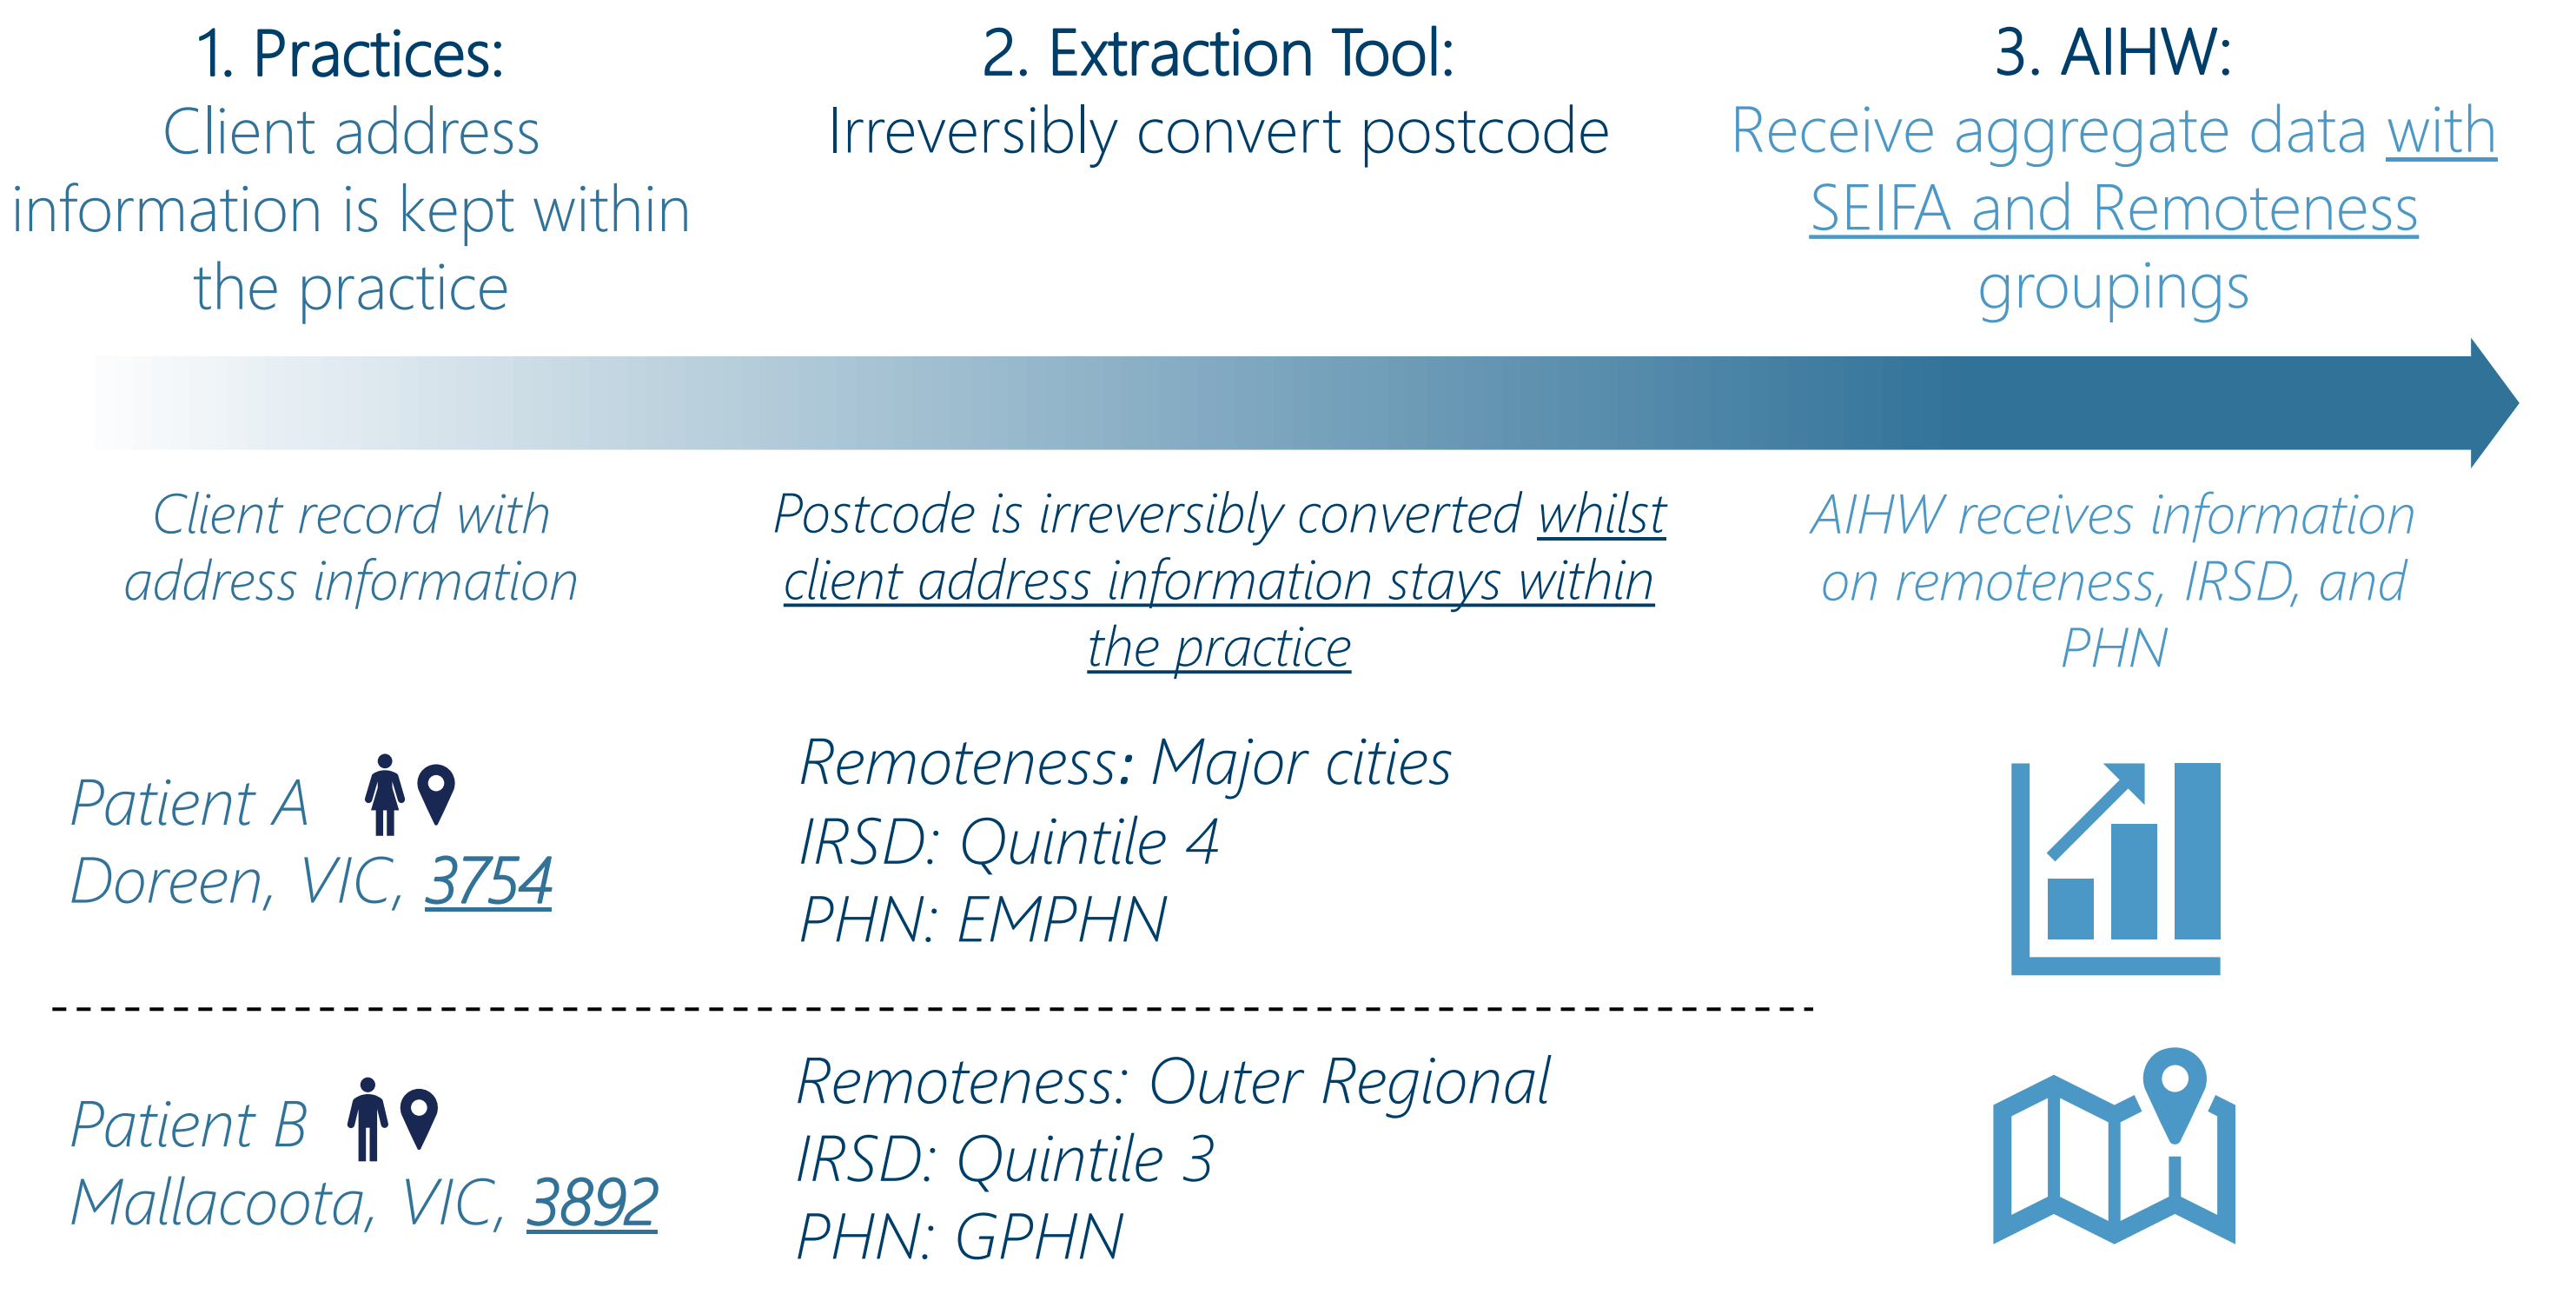 1. Practices:
Client address
information is kept within
the practice
2. Extraction Tool:
Irreversibly convert postcode
3. AIHW:
Receive aggregate data with
SEIFA and Remoteness
groupings
Client record with
address information
Postcode is irreversibly converted whilst
client address information stays within
the practice
AIHW receives information
on remoteness, IRSD, and
PHN
Patient A
Doreen, VIC, 3754
Remoteness: Major cities
IRSD: Quintile 4
PHN: EMPHN
Patient B
Mallacoota, VIC, 3892
Remoteness: Outer Regional
IRSD: Quintile 3
PHN: GPHN